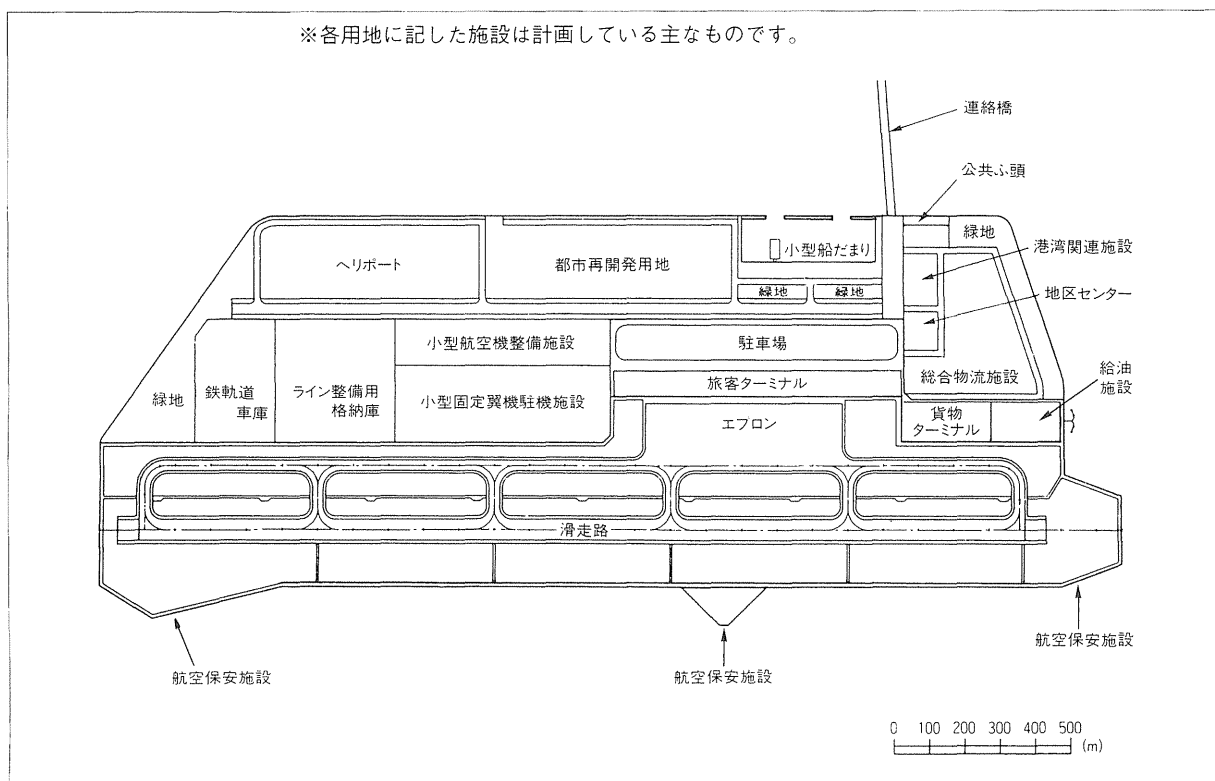 ※各用地に記した施設は計画している主なものです。
連絡橋
公共ふ頭
緑地
港湾関連施設
小型船だまり
ヘリポート
都市再開発用地
緑地
緑地
地区センター
小型航空機整備施設
駐車場
給油
施設
総合物流施設
旅客ターミナル
緑地
鉄軌道
車庫
ライン整備用
格納庫
小型固定翼機駐機施設
エプロン
貨物
ターミナル
滑走路
航空保安施設
航空保安施設
航空保安施設
0 100 200 300 400 500
(m)